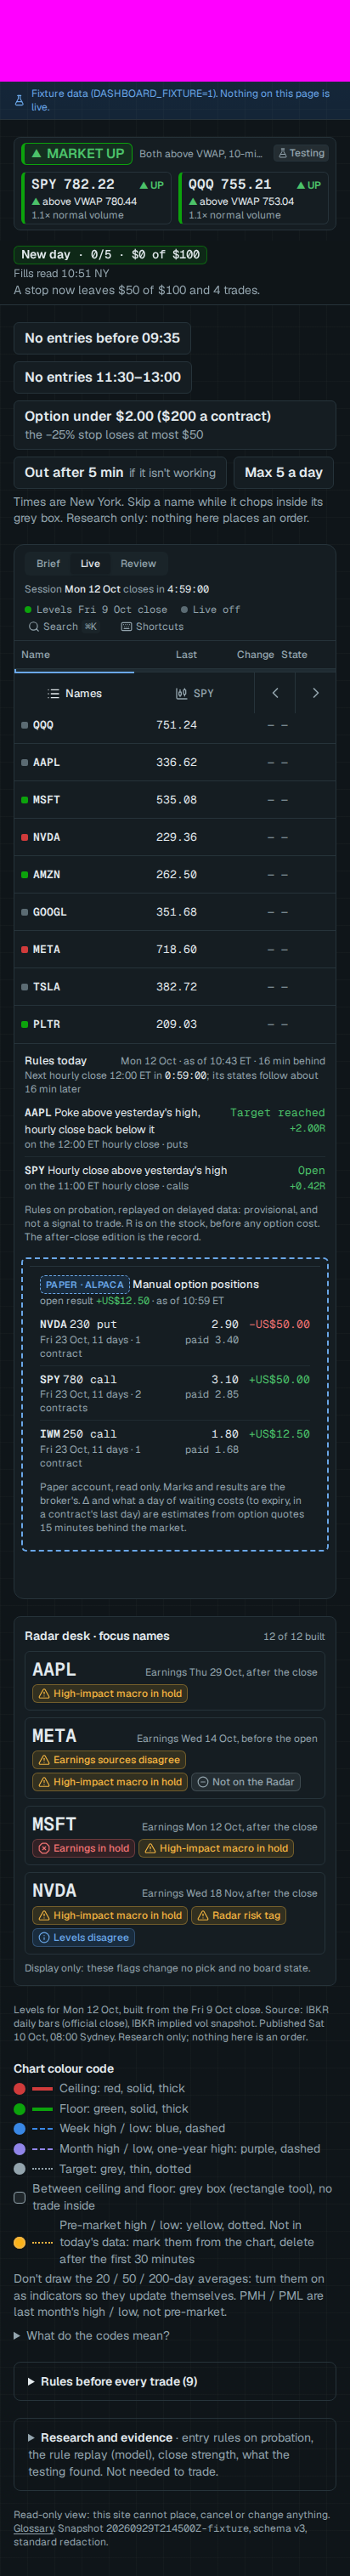 Fixture data (DASHBOARD_FIXTURE=1). Nothing on this page is
live.
▲ MARKET UP Both above VWAP, 10-mi… Testing
SPY 782.22 ▲ UP
▲ above VWAP 780.44
1.1× normal volume
QQQ 755.21 ▲ UP
▲ above VWAP 753.04
1.1× normal volume
New day · 0/5 · $0 of $100
Fills read 10:51 NY
A stop now leaves $50 of $100 and 4 trades.
No entries before 09:35
No entries 11:30–13:00
Option under $2.00 ($200 a contract)
the −25% stop loses at most $50
Out after 5 min if it isn't working
Max 5 a day
Times are New York. Skip a name while it chops inside its
grey box. Research only: nothing here places an order.
Brief Live Review
Session Mon 12 Oct closes in 4:59:00
Levels Fri 9 Oct close Live off
Search ⌘K Shortcuts
Name Last Change State
Names SPY
QQQ 751.24 — —
AAPL 336.62 — —
MSFT 535.08 — —
NVDA 229.36 — —
AMZN 262.50 — —
GOOGL 351.68 — —
META 718.60 — —
TSLA 382.72 — —
PLTR 209.03 — —
Rules today Mon 12 Oct · as of 10:43 ET · 16 min behind
Next hourly close 12:00 ET in 0:59:00; its states follow about
16 min later
AAPL Poke above yesterday's high, Target reached
hourly close back below it +2.00R
on the 12:00 ET hourly close · puts
SPY Hourly close above yesterday's high Open
on the 11:00 ET hourly close · calls +0.42R
Rules on probation, replayed on delayed data: provisional, and
not a signal to trade. R is on the stock, before any option cost.
The after-close edition is the record.
PAPER · ALPACA Manual option positions
open result +US$12.50 · as of 10:59 ET
NVDA 230 put 2.90 −US$50.00
Fri 23 Oct, 11 days · 1 paid 3.40
contract
SPY 780 call 3.10 +US$50.00
Fri 23 Oct, 11 days · 2 paid 2.85
contracts
IWM 250 call 1.80 +US$12.50
Fri 23 Oct, 11 days · 1 paid 1.68
contract
Paper account, read only. Marks and results are the
broker's. Δ and what a day of waiting costs (to expiry, in
a contract's last day) are estimates from option quotes
15 minutes behind the market.
Radar desk · focus names 12 of 12 built
AAPL Earnings Thu 29 Oct, after the close
High-impact macro in hold
META Earnings Wed 14 Oct, before the open
Earnings sources disagree
High-impact macro in hold Not on the Radar
MSFT Earnings Mon 12 Oct, after the close
Earnings in hold High-impact macro in hold
NVDA Earnings Wed 18 Nov, after the close
High-impact macro in hold Radar risk tag
Levels disagree
Display only: these flags change no pick and no board state.
Levels for Mon 12 Oct, built from the Fri 9 Oct close. Source: IBKR
daily bars (official close), IBKR implied vol snapshot. Published Sat
10 Oct, 08:00 Sydney. Research only; nothing here is an order.
Chart colour code
Ceiling: red, solid, thick
Floor: green, solid, thick
Week high / low: blue, dashed
Month high / low, one-year high: purple, dashed
Target: grey, thin, dotted
Between ceiling and floor: grey box (rectangle tool), no
trade inside
Pre-market high / low: yellow, dotted. Not in
today's data: mark them from the chart, delete
after the first 30 minutes
Don't draw the 20 / 50 / 200-day averages: turn them on
as indicators so they update themselves. PMH / PML are
last month's high / low, not pre-market.
▶ What do the codes mean?
▶ Rules before every trade (9)
▶ Research and evidence · entry rules on probation,
the rule replay (model), close strength, what the
testing found. Not needed to trade.
Read-only view: this site cannot place, cancel or change anything.
Glossary. Snapshot 20260929T214500Z-fixture, schema v3,
standard redaction.